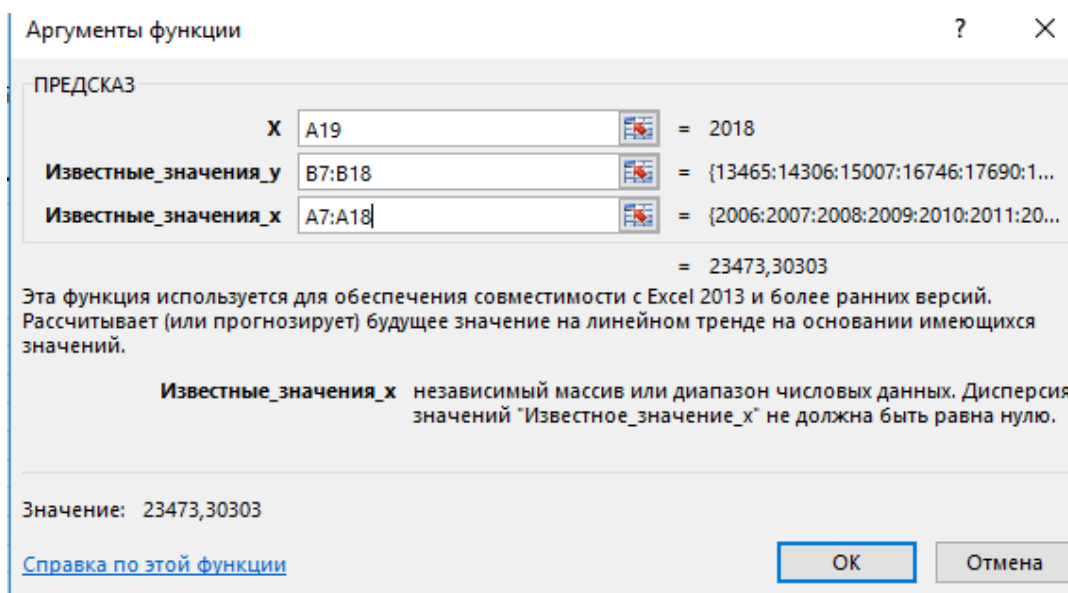 Аргументы функции ? ×
ПРЕДСКАЗ
X A19 = 2018
Известные_значения_y B7:B18 = {13465:14306:15007:16746:17690:1...
Известные_значения_x A7:A18 = {2006:2007:2008:2009:2010:2011:20...
= 23473,30303
Эта функция используется для обеспечения совместимости с Excel 2013 и более ранних версий.
Рассчитывает (или прогнозирует) будущее значение на линейном тренде на основании имеющихся
значений.
Известные_значения_x независимый массив или диапазон числовых данных. Дисперсия
значений "Известное_значение_x" не должна быть равна нулю.
Значение: 23473,30303
Справка по этой функции ОК Отмена